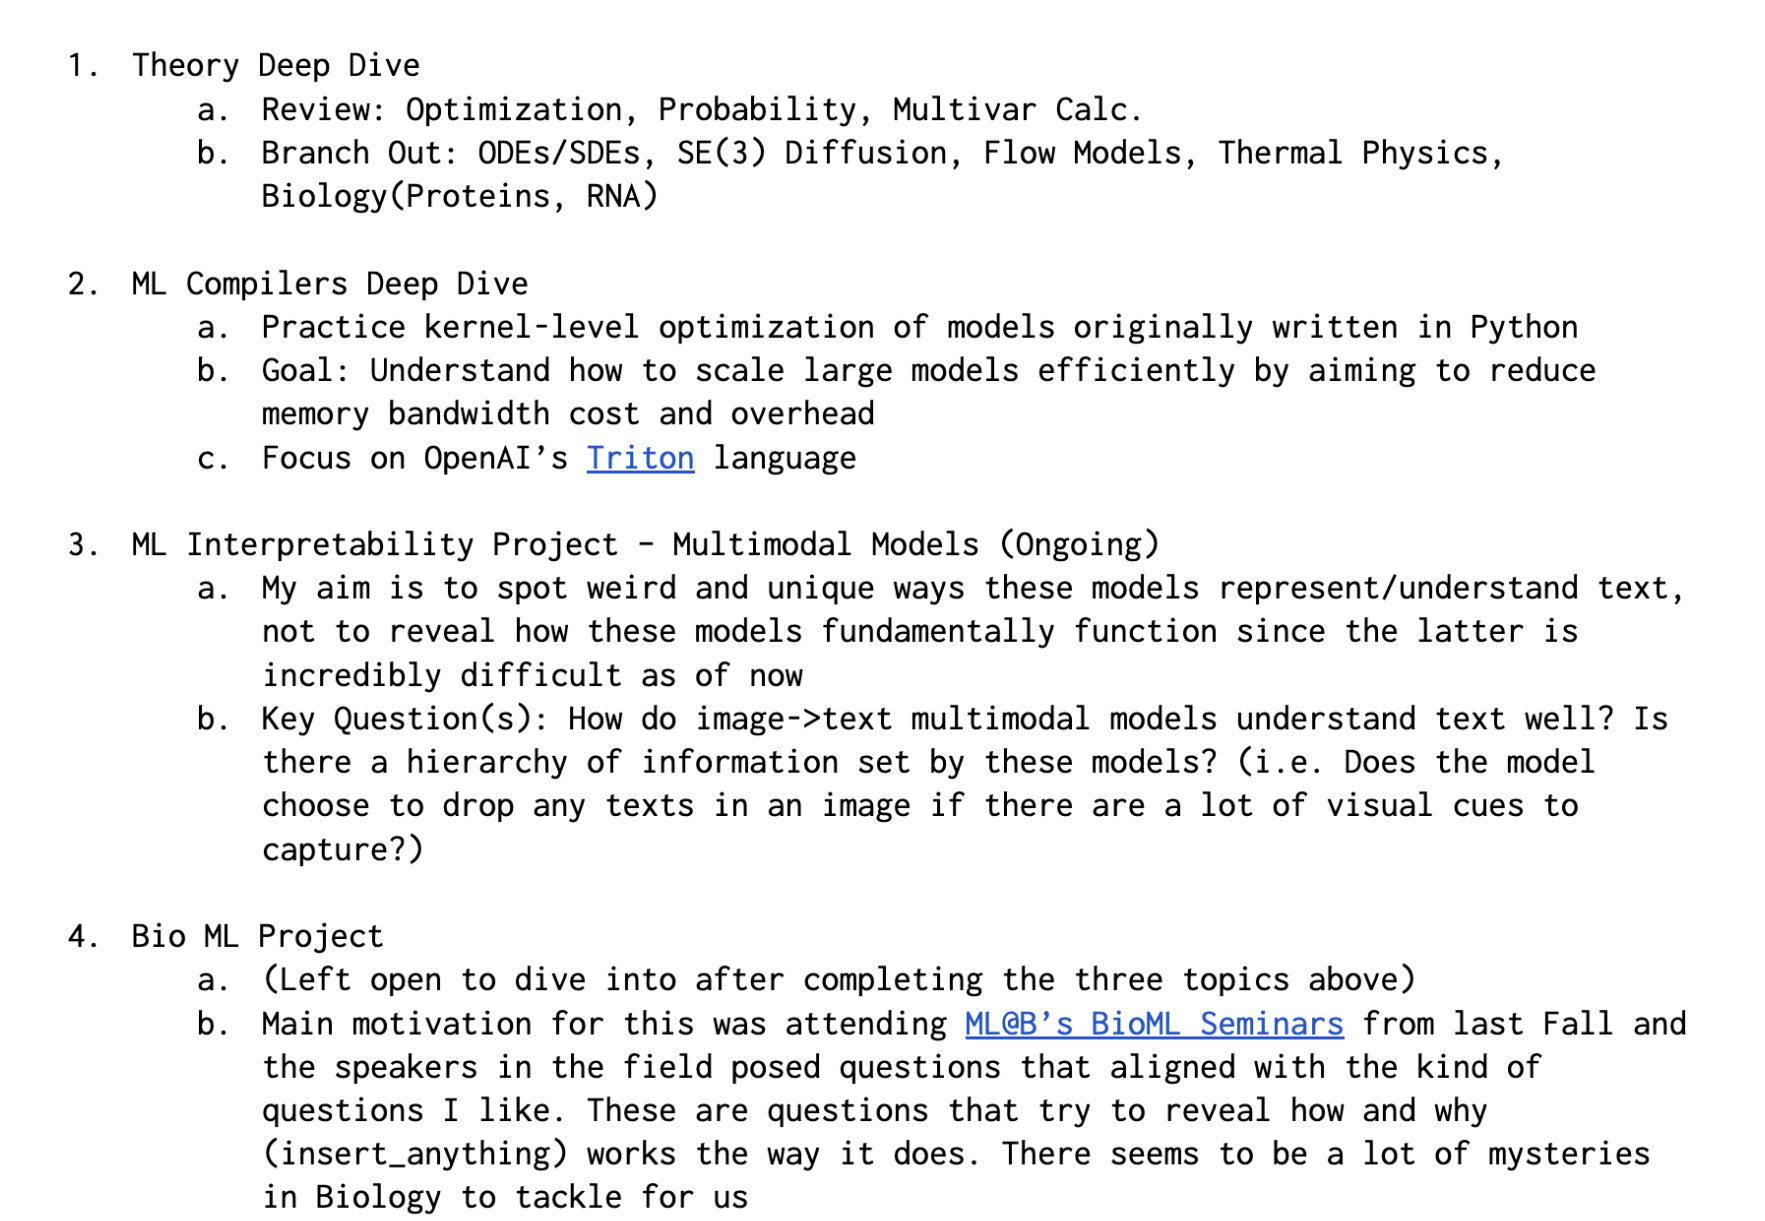 1. Theory Deep Dive
a. Review: Optimization, Probability, Multivar Calc.
b. Branch Out: ODEs/SDEs, SE(3) Diffusion, Flow Models, Thermal Physics,
Biology(Proteins, RNA)
2. ML Compilers Deep Dive
a. Practice kernel-level optimization of models originally written in Python
b. Goal: Understand how to scale large models efficiently by aiming to reduce
memory bandwidth cost and overhead
c. Focus on OpenAI’s Triton language
3. ML Interpretability Project – Multimodal Models (Ongoing)
a. My aim is to spot weird and unique ways these models represent/understand text,
not to reveal how these models fundamentally function since the latter is
incredibly difficult as of now
b. Key Question(s): How do image->text multimodal models understand text well? Is
there a hierarchy of information set by these models? (i.e. Does the model
choose to drop any texts in an image if there are a lot of visual cues to
capture?)
4. Bio ML Project
a. (Left open to dive into after completing the three topics above)
b. Main motivation for this was attending ML@B’s BioML Seminars from last Fall and
the speakers in the field posed questions that aligned with the kind of
questions I like. These are questions that try to reveal how and why
(insert_anything) works the way it does. There seems to be a lot of mysteries
in Biology to tackle for us